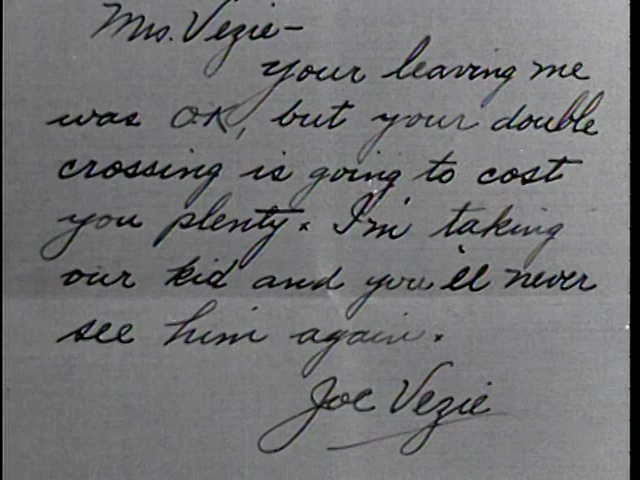 Mrs. Vezie-
your leaving me
was OK, but your double
crossing is going to cost
you plenty. I'm taking
our kid and you'll never
see him again.
Joe Vezie